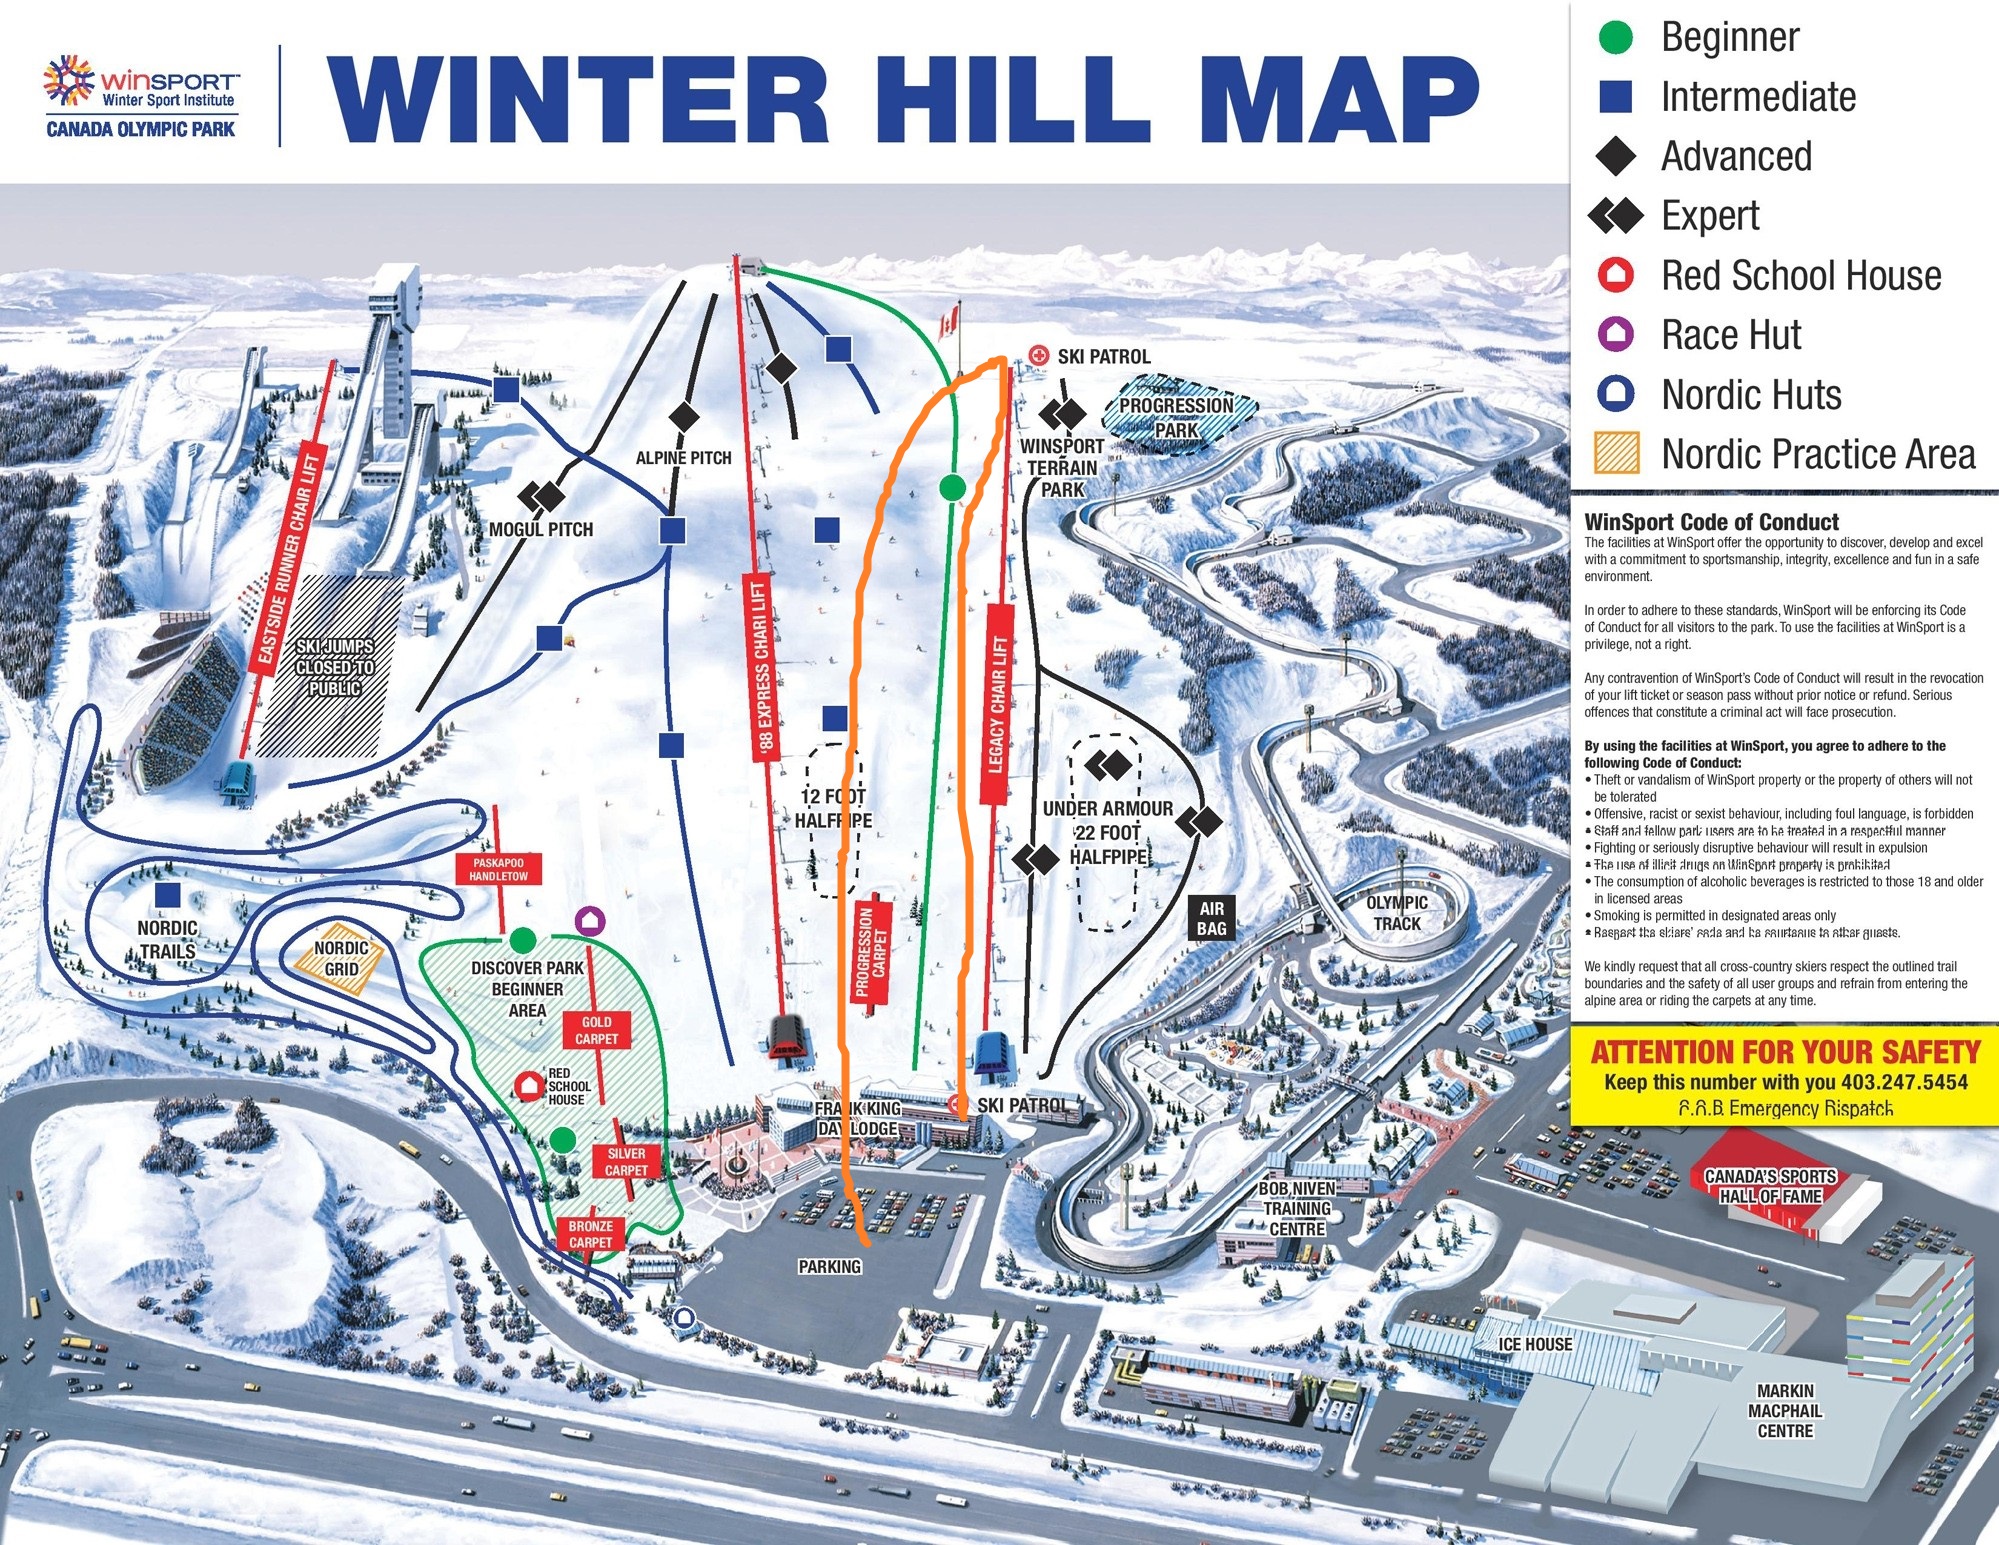 winSPORT™
Winter Sport Institute
CANADA OLYMPIC PARK
WINTER HILL MAP
Beginner
Intermediate
Advanced
Expert
Red School House
Race Hut
Nordic Huts
Nordic Practice Area
WinSport Code of Conduct
The facilities at WinSport offer the opportunity to discover, develop and excel
with a commitment to sportsmanship, integrity, excellence and fun in a safe
environment.
In order to adhere to these standards, WinSport will be enforcing its Code
of Conduct for all visitors to the park. To use the facilities at WinSport is a
privilege, not a right.
Any contravention of WinSport's Code of Conduct will result in the revocation
of your lift ticket or season pass without prior notice or refund. Serious
offences that constitute a criminal act will face prosecution.
By using the facilities at WinSport, you agree to adhere to the
following Code of Conduct:
• Theft or vandalism of WinSport property or the property of others will not
be tolerated
• Offensive, racist or sexist behaviour, including foul language, is forbidden
• Staff and fellow park users are to be treated in a respectful manner
• Fighting or seriously disruptive behaviour will result in expulsion
• The use of illicit drugs on WinSport property is prohibited
• The consumption of alcoholic beverages is restricted to those 18 and older
in licensed areas
• Smoking is permitted in designated areas only
• Respect the skiers' code and be courteous to other guests.
We kindly request that all cross-country skiers respect the outlined trail
boundaries and the safety of all user groups and refrain from entering the
alpine area or riding the carpets at any time.
ATTENTION FOR YOUR SAFETY
Keep this number with you 403.247.5454
Emergency Dispatch
SKI PATROL
PROGRESSION
PARK
WINSPORT
TERRAIN
PARK
ALPINE PITCH
MOGUL PITCH
EASTSIDE RUNNER CHAIR LIFT
SKI JUMPS
CLOSED TO
PUBLIC
'88 EXPRESS CHARI LIFT
LEGACY CHAIR LIFT
12 FOOT
HALFPIPE
UNDER ARMOUR
22 FOOT
HALFPIPE
PASKAPOO
HANDLETOW
AIR
BAG
OLYMPIC
TRACK
NORDIC
TRAILS
NORDIC
GRID
PROGRESSION
CARPET
DISCOVER PARK
BEGINNER
AREA
GOLD
CARPET
RED
SCHOOL
HOUSE
SILVER
CARPET
BRONZE
CARPET
FRANK KING
DAY LODGE
SKI PATROL
PARKING
BOB NIVEN
TRAINING
CENTRE
CANADA'S SPORTS
HALL OF FAME
ICE HOUSE
MARKIN
MACPHAIL
CENTRE